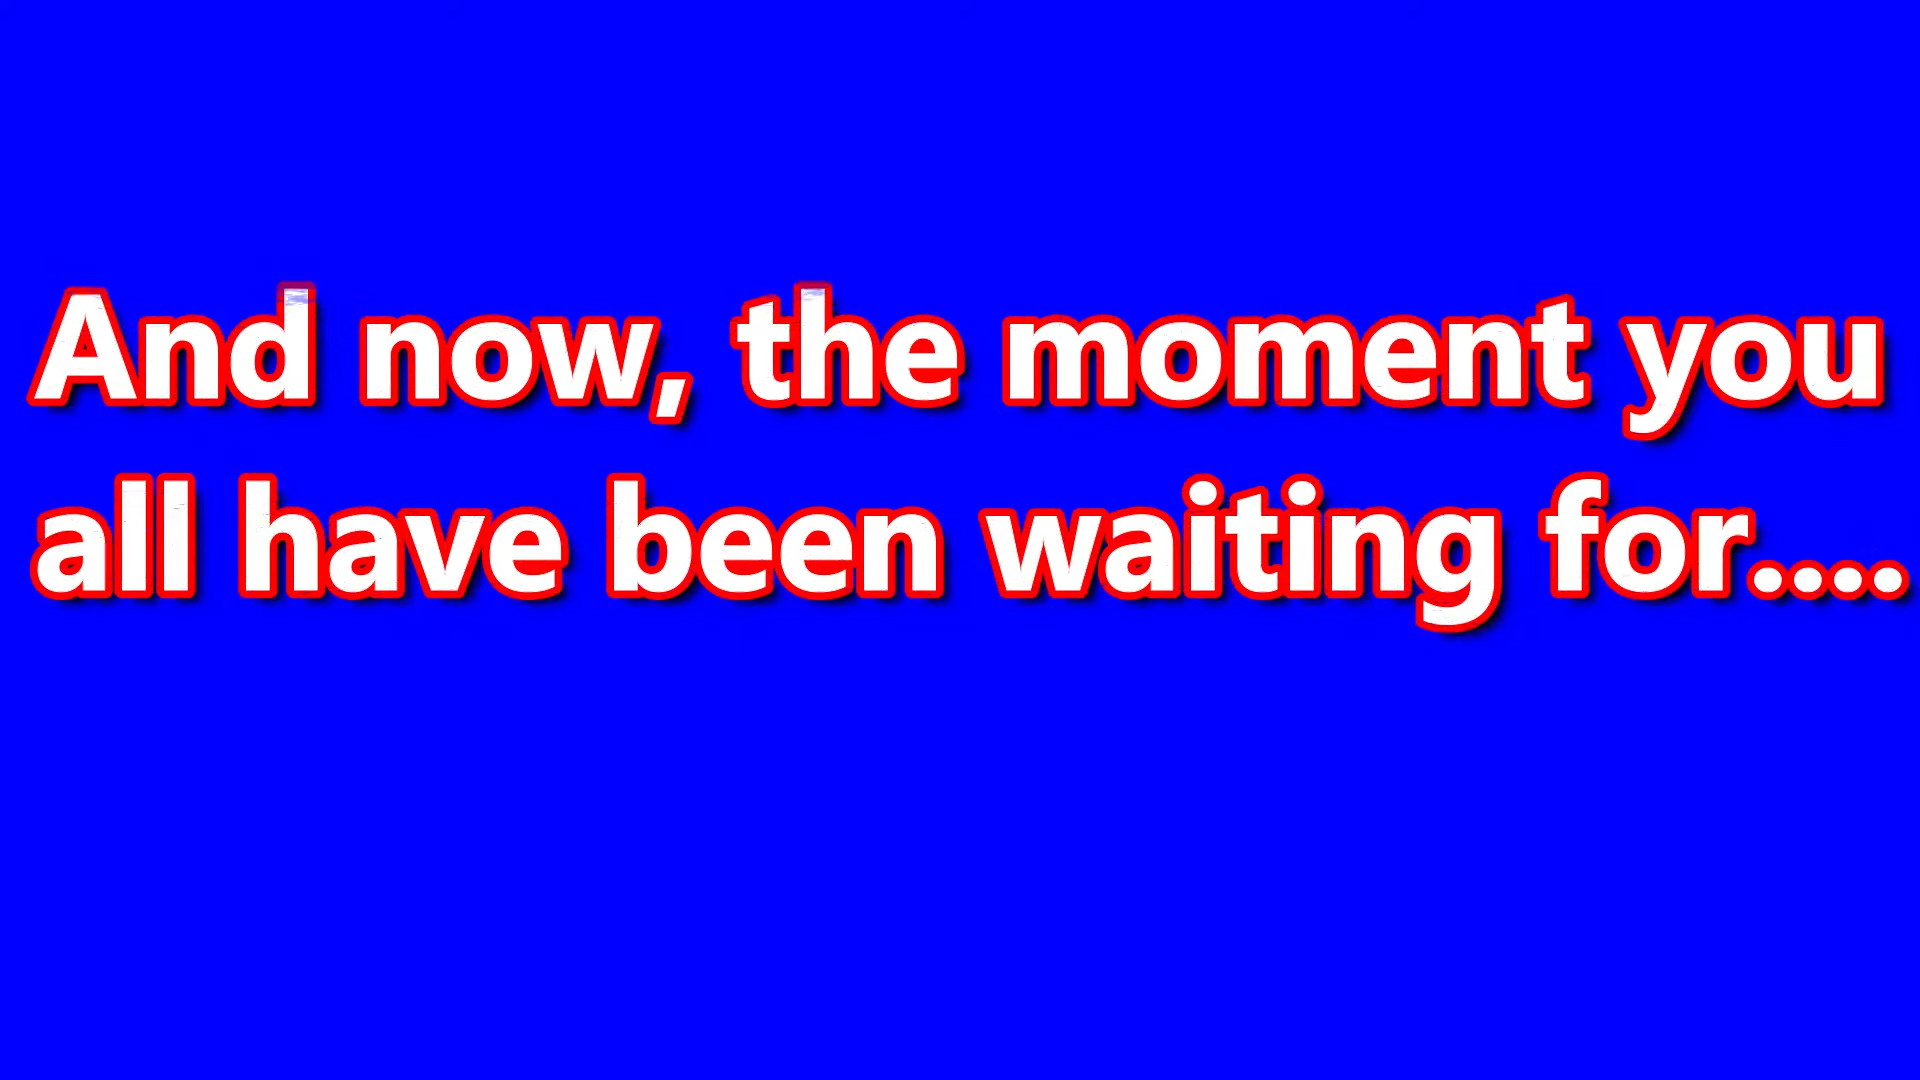 And now, the moment you
all have been waiting for....